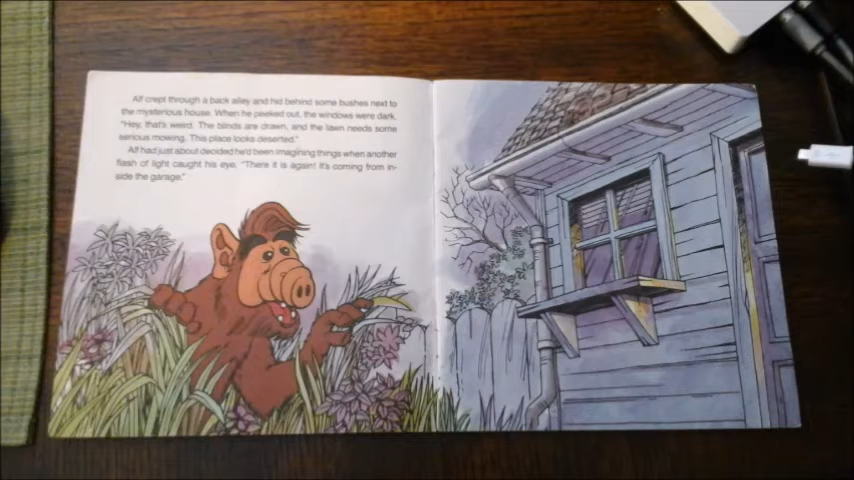 Alf crept through a back alley and hid behind some bushes next to
the mysterious house. When he peeked out, the windows were dark.
"Hey, that's weird. The blinds are drawn, and the lawn needs some
serious mowing. This place looks deserted."
Alf had just about decided he'd been imagining things when another
flash of light caught his eye. "There it is again! It's coming from in-
side the garage."